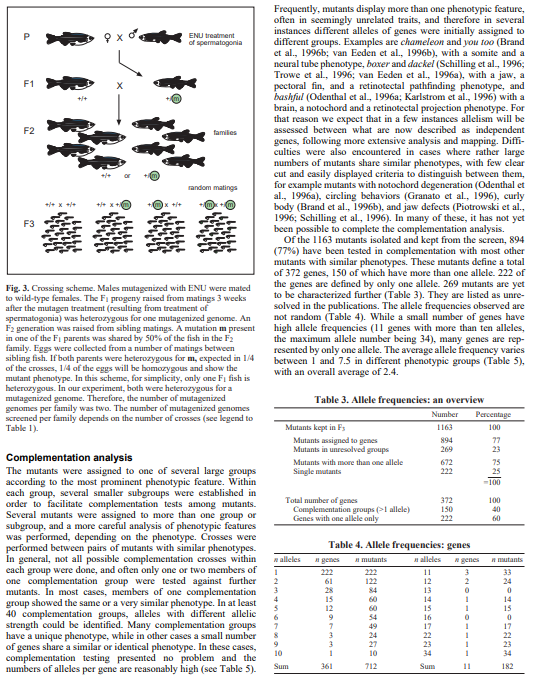 P
♀ X ♂
ENU treatment
of spermatogonia
F1
X
+/+
+/m
F2
families
+/+ or +/m
random matings
+/+ x +/+ +/+ x +/m +/m x +/+ +/m x +/m
F3
Fig. 3. Crossing scheme. Males mutagenized with ENU were mated
to wild-type females. The F1 progeny raised from matings 3 weeks
after the mutagen treatment (resulting from treatment of
spermatogonia) was heterozygous for one mutagenized genome. An
F2 generation was raised from sibling matings. A mutation m present
in one of the F1 parents was shared by 50% of the fish in the F2
family. Eggs were collected from a number of matings between
sibling fish. If both parents were heterozygous for m, expected in 1/4
of the crosses, 1/4 of the eggs will be homozygous and show the
mutant phenotype. In this scheme, for simplicity, only one F1 fish is
heterozygous. In our experiment, both were heterozygous for a
mutagenized genome. Therefore, the number of mutagenized
genomes per family was two. The number of mutagenized genomes
screened per family depends on the number of crosses (see legend to
Table 1).
Complementation analysis
The mutants were assigned to one of several large groups
according to the most prominent phenotypic feature. Within
each group, several smaller subgroups were established in
order to facilitate complementation tests among mutants.
Several mutants were assigned to more than one group or
subgroup, and a more careful analysis of phenotypic features
was performed, depending on the phenotype. Crosses were
performed between pairs of mutants with similar phenotypes.
In general, not all possible complementation crosses within
each group were done, and often only one or two members of
one complementation group were tested against further
mutants. In most cases, members of one complementation
group showed the same or a very similar phenotype. In at least
40 complementation groups, alleles with different allelic
strength could be identified. Many complementation groups
have a unique phenotype, while in other cases a small number
of genes share a similar or identical phenotype. In these cases,
complementation testing presented no problem and the
numbers of alleles per gene are reasonably high (see Table 5).
Frequently, mutants display more than one phenotypic feature,
often in seemingly unrelated traits, and therefore in several
instances different alleles of genes were initially assigned to
different groups. Examples are chameleon and you too (Brand
et al., 1996b; van Eeden et al., 1996b), with a somite and a
neural tube phenotype, boxer and dackel (Schilling et al., 1996;
Trowe et al., 1996; van Eeden et al., 1996a), with a jaw, a
pectoral fin, and a retinotectal pathfinding phenotype, and
bashful (Odenthal et al., 1996a; Karlstrom et al., 1996) with a
brain, a notochord and a retinotectal projection phenotype. For
that reason we expect that in a few instances allelism will be
assessed between what are now described as independent
genes, following more extensive analysis and mapping. Diffi-
culties were also encountered in cases where rather large
numbers of mutants share similar phenotypes, with few clear
cut and easily displayed criteria to distinguish between them,
for example mutants with notochord degeneration (Odenthal et
al., 1996a), circling behaviors (Granato et al., 1996), curly
body (Brand et al., 1996b), and jaw defects (Piotrowski et al.,
1996; Schilling et al., 1996). In many of these, it has not yet
been possible to complete the complementation analysis.
Of the 1163 mutants isolated and kept from the screen, 894
(77%) have been tested in complementation with most other
mutants with similar phenotypes. These mutants define a total
of 372 genes, 150 of which have more than one allele. 222 of
the genes are defined by only one allele. 269 mutants are yet
to be characterized further (Table 3). They are listed as unre-
solved in the publications. The allele frequencies observed are
not random (Table 4). While a small number of genes have
high allele frequencies (11 genes with more than ten alleles,
the maximum allele number being 34), many genes are rep-
resented by only one allele. The average allele frequency varies
between 1 and 7.5 in different phenotypic groups (Table 5),
with an overall average of 2.4.
Table 3. Allele frequencies: an overview
Number Percentage
Mutants kept in F3 1163 100
Mutants assigned to genes 894 77
Mutants in unresolved groups 269 23
Mutants with more than one allele 672 75
Single mutants 222 25
=100
Total number of genes 372 100
Complementation groups (>1 allele) 150 40
Genes with one allele only 222 60
Table 4. Allele frequencies: genes
n alleles n genes n mutants n alleles n genes n mutants
1 222 222 11 3 33
2 61 122 12 2 24
3 28 84 13 0 0
4 15 60 14 1 14
5 12 60 15 1 15
6 9 54 16 0 0
7 7 49 17 1 17
8 3 24 22 1 22
9 3 27 23 1 23
10 1 10 34 1 34
Sum 361 712 Sum 11 182